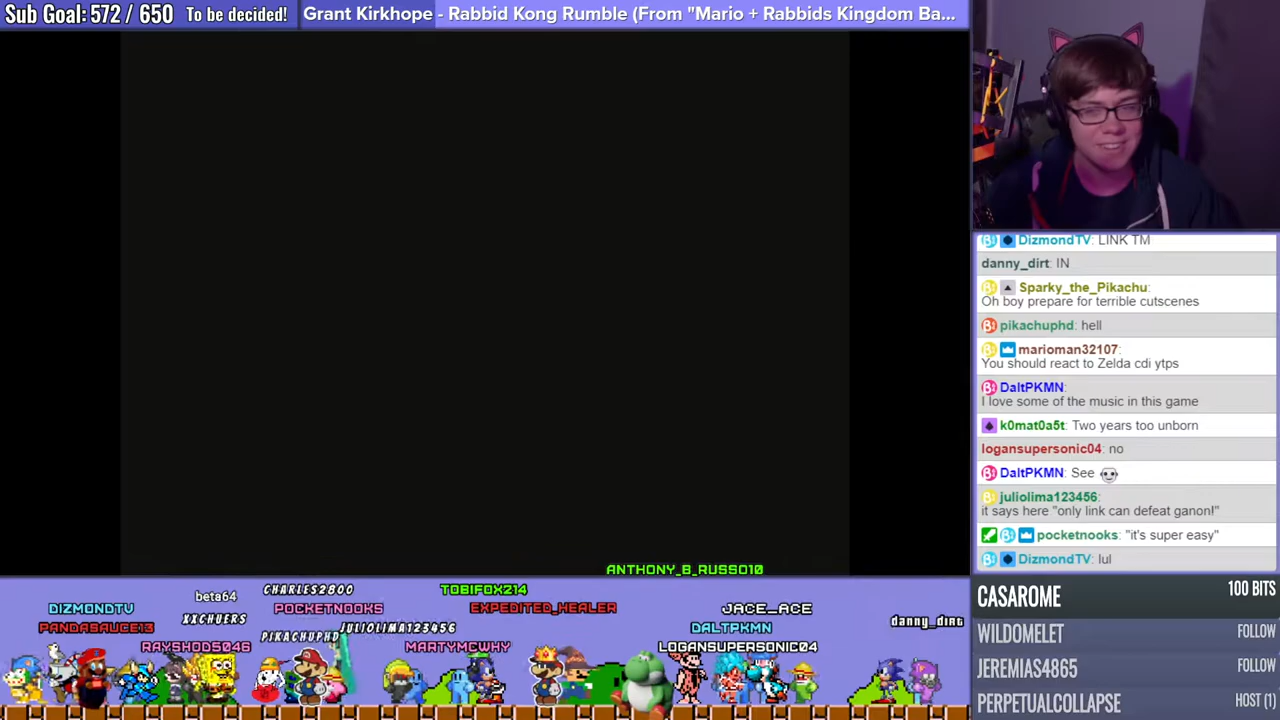 Sub Goal: 572 / 650 To be decided!
Grant Kirkhope - Rabbid Kong Rumble (From "Mario + Rabbids Kingdom Ba...
DizmondTV: LINK TM
danny_dirt: IN
Sparky_the_Pikachu:
Oh boy prepare for terrible cutscenes
pikachuphd: hell
marioman32107:
You should react to Zelda cdi ytps
DaltPKMN:
I love some of the music in this game
k0mat0a5t: Two years too unborn
logansupersonic04: no
DaltPKMN: See
juliolima123456:
it says here "only link can defeat ganon!"
pocketnooks: "it's super easy"
DizmondTV: lul
CASAROME 100 BITS
WILDOMELET FOLLOW
JEREMIAS4865 FOLLOW
PERPETUALCOLLAPSE HOST (1)
ANTHONY_B_RUSSO10
CHARLES2800 TOBIFOX214
beta64
DIZMONDTV POCKETNOOKS EXPEDITED_HEALER JACE_ACE
XXCHUERS danny_dirt
PANDASAUCE13 JULIOLIMA123456 DALTPKMN
PIKACHUPHD
RAYSHOD5046 MARTYMCWHY LOGANSUPERSONIC04